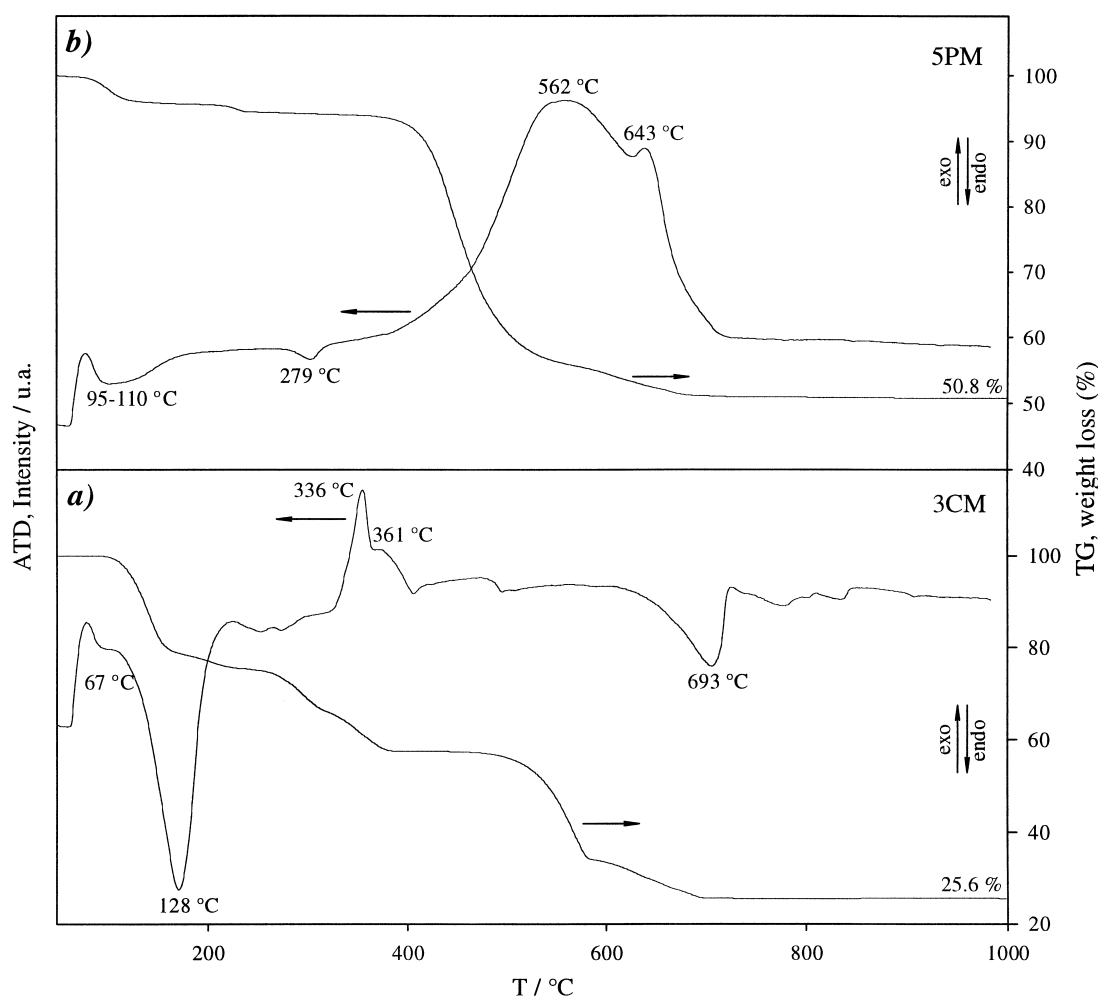 b)
5PM
562 °C
643 °C
279 °C
95-110 °C
50.8 %
exo
endo
100
90
80
70
60
50
40
a)
3CM
336 °C
361 °C
67 °C
128 °C
693 °C
25.6 %
exo
endo
100
80
60
40
20
200
400
600
800
1000
T / °C
ATD, Intensity / u.a.
TG, weight loss (%)